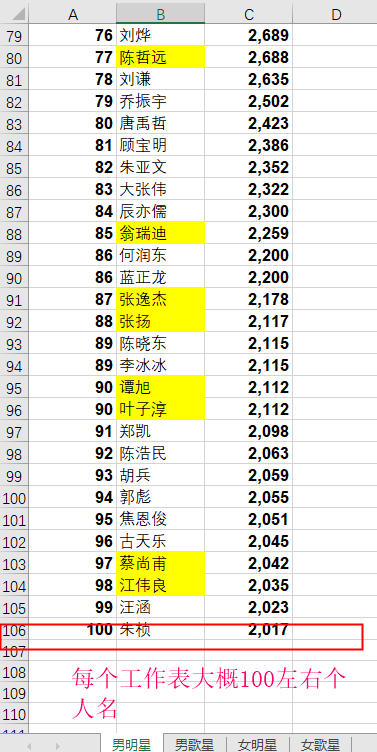 A B C D
79 76 刘烨 2,689
80 77 陈哲远 2,688
81 78 刘谦 2,635
82 79 乔振宇 2,502
83 80 唐禹哲 2,423
84 81 顾宝明 2,386
85 82 朱亚文 2,352
86 83 大张伟 2,322
87 84 辰亦儒 2,300
88 85 翁瑞迪 2,259
89 86 何润东 2,200
90 86 蓝正龙 2,200
91 87 张逸杰 2,178
92 88 张扬 2,117
93 89 陈晓东 2,115
94 89 李冰冰 2,115
95 90 谭旭 2,112
96 90 叶子淳 2,112
97 91 郑凯 2,098
98 92 陈浩民 2,063
99 93 胡兵 2,059
100 94 郭彪 2,055
101 95 焦恩俊 2,051
102 96 古天乐 2,045
103 97 蔡尚甫 2,042
104 98 江伟良 2,035
105 99 汪涵 2,023
106 100 朱桢 2,017
107
108 每个工作表大概100左右个
109 人名
110
男明星 男歌星 女明星 女歌星